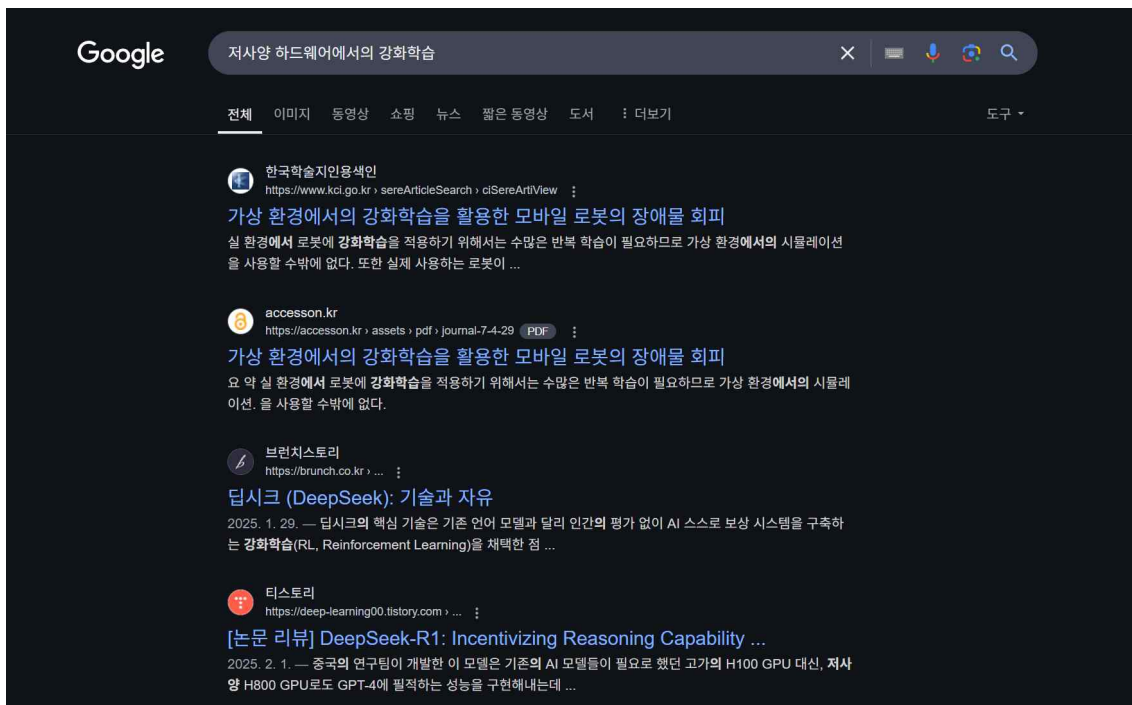 Google
저사양 하드웨어에서의 강화학습
전체 이미지 동영상 쇼핑 뉴스 짧은 동영상 도서 더보기 도구
한국학술지인용색인
https://www.kci.go.kr › sereArticleSearch › ciSereArtiView
가상 환경에서의 강화학습을 활용한 모바일 로봇의 장애물 회피
실 환경에서 로봇에 강화학습을 적용하기 위해서는 수많은 반복 학습이 필요하므로 가상 환경에서의 시뮬레이션
을 사용할 수밖에 없다. 또한 실제 사용하는 로봇이 ...
accesson.kr
https://accesson.kr › assets › pdf › journal-7-4-29 PDF
가상 환경에서의 강화학습을 활용한 모바일 로봇의 장애물 회피
요 약 실 환경에서 로봇에 강화학습을 적용하기 위해서는 수많은 반복 학습이 필요하므로 가상 환경에서의 시뮬레
이션. 을 사용할 수밖에 없다.
브런치스토리
https://brunch.co.kr › ...
딥시크 (DeepSeek): 기술과 자유
2025. 1. 29. — 딥시크의 핵심 기술은 기존 언어 모델과 달리 인간의 평가 없이 AI 스스로 보상 시스템을 구축하
는 강화학습(RL, Reinforcement Learning)을 채택한 점 ...
티스토리
https://deep-learning00.tistory.com › ...
[논문 리뷰] DeepSeek-R1: Incentivizing Reasoning Capability ...
2025. 2. 1. — 중국의 연구팀이 개발한 이 모델은 기존의 AI 모델들이 필요로 했던 고가의 H100 GPU 대신, 저사
양 H800 GPU로도 GPT-4에 필적하는 성능을 구현해내는데 ...